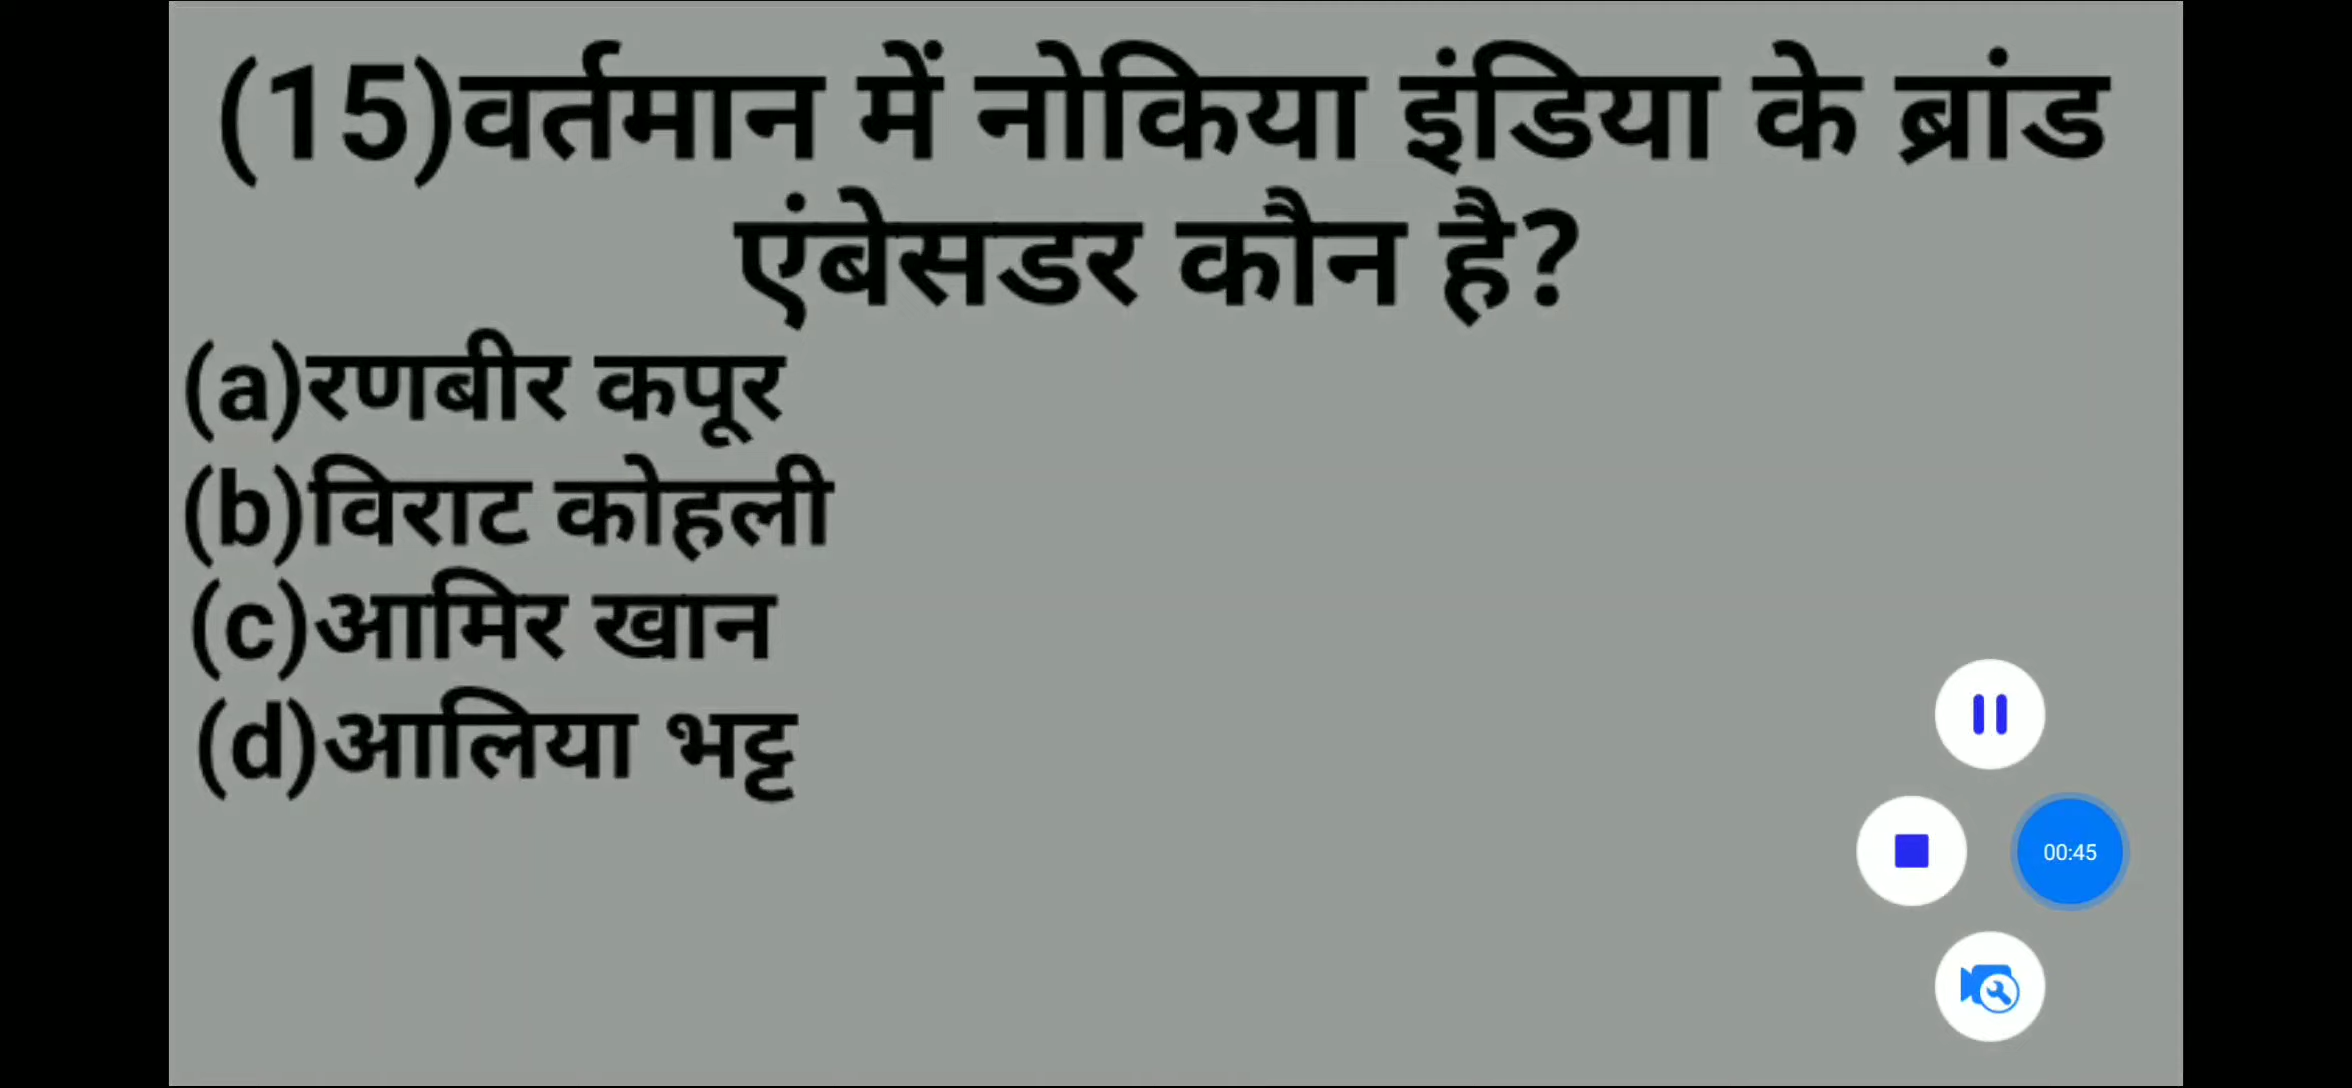 (15)वर्तमान में नोकिया इंडिया के ब्रांड
एंबेसडर कौन है?
(a)रणबीर कपूर
(b)विराट कोहली
(c)आमिर खान
(d)आलिया भट्ट
00:45